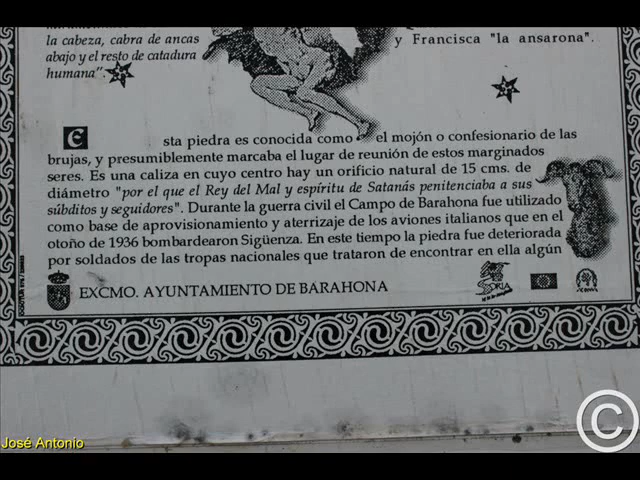 la cabeza, cabra de ancas
abajo y el resto de catadura
humana".
y Francisca "la ansarona".
Esta piedra es conocida como el mojón o confesionario de las
brujas, y presumiblemente marcaba el lugar de reunión de estos marginados
seres. Es una caliza en cuyo centro hay un orificio natural de 15 cms. de
diámetro "por el que el Rey del Mal y espíritu de Satanás penitenciaba a sus
súbditos y seguidores". Durante la guerra civil el Campo de Barahona fue utilizado
como base de aprovisionamiento y aterrizaje de los aviones italianos que en el
otoño de 1936 bombardearon Sigüenza. En este tiempo la piedra fue deteriorada
por soldados de las tropas nacionales que trataron de encontrar en ella algún
EXCMO. AYUNTAMIENTO DE BARAHONA
SORIA
José Antonio
©